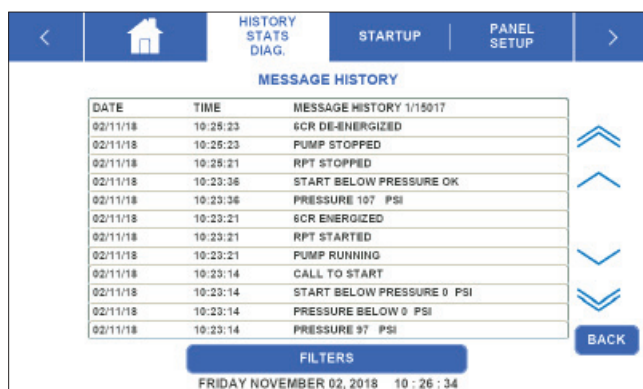 HISTORY
STATS
DIAG.
STARTUP
PANEL
SETUP
MESSAGE HISTORY
DATE TIME MESSAGE HISTORY 1/15017
02/11/18 10:25:23 6CR DE-ENERGIZED
02/11/18 10:25:23 PUMP STOPPED
02/11/18 10:25:21 RPT STOPPED
02/11/18 10:23:36 START BELOW PRESSURE OK
02/11/18 10:23:36 PRESSURE 107 PSI
02/11/18 10:23:21 6CR ENERGIZED
02/11/18 10:23:21 RPT STARTED
02/11/18 10:23:21 PUMP RUNNING
02/11/18 10:23:14 CALL TO START
02/11/18 10:23:14 START BELOW PRESSURE 0 PSI
02/11/18 10:23:14 PRESSURE BELOW 0 PSI
02/11/18 10:23:14 PRESSURE 97 PSI
BACK
FILTERS
FRIDAY NOVEMBER 02, 2018 10 : 26 : 34